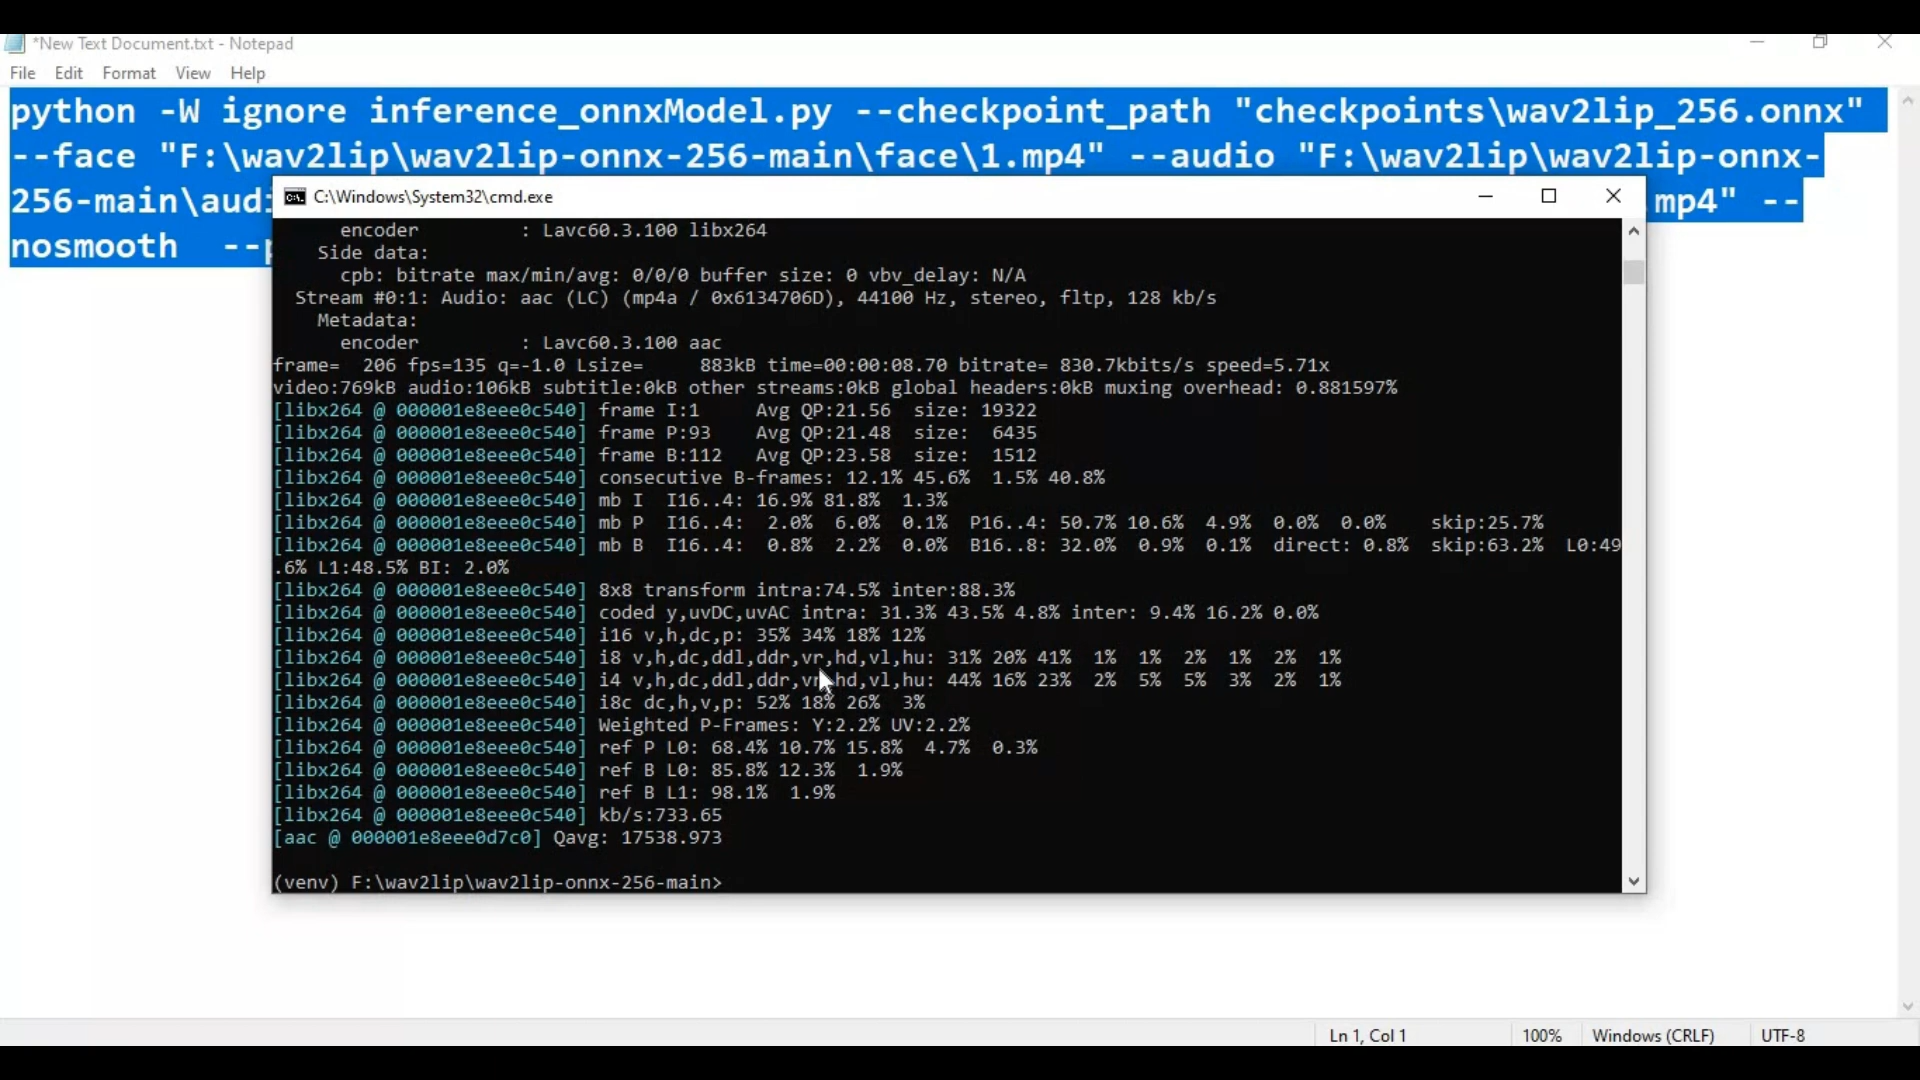 *New Text Document.txt - Notepad
File Edit Format View Help
python -W ignore inference_onnxModel.py --checkpoint_path "checkpoints\wav2lip_256.onnx"
--face "F:\wav2lip\wav2lip-onnx-256-main\face\1.mp4" --audio "F:\wav2lip\wav2lip-onnx-
256-main\aud mp4" --
nosmooth --
C:\Windows\System32\cmd.exe
encoder : Lavc60.3.100 libx264
Side data:
cpb: bitrate max/min/avg: 0/0/0 buffer size: 0 vbv_delay: N/A
Stream #0:1: Audio: aac (LC) (mp4a / 0x6134706D), 44100 Hz, stereo, fltp, 128 kb/s
Metadata:
encoder : Lavc60.3.100 aac
frame= 206 fps=135 q=-1.0 Lsize= 883kB time=00:00:08.70 bitrate= 830.7kbits/s speed=5.71x
video:769kB audio:106kB subtitle:0kB other streams:0kB global headers:0kB muxing overhead: 0.881597%
[libx264 @ 000001e8eee0c540] frame I:1 Avg QP:21.56 size: 19322
[libx264 @ 000001e8eee0c540] frame P:93 Avg QP:21.48 size: 6435
[libx264 @ 000001e8eee0c540] frame B:112 Avg QP:23.58 size: 1512
[libx264 @ 000001e8eee0c540] consecutive B-frames: 12.1% 45.6% 1.5% 40.8%
[libx264 @ 000001e8eee0c540] mb I I16..4: 16.9% 81.8% 1.3%
[libx264 @ 000001e8eee0c540] mb P I16..4: 2.0% 6.0% 0.1% P16..4: 50.7% 10.6% 4.9% 0.0% 0.0% skip:25.7%
[libx264 @ 000001e8eee0c540] mb B I16..4: 0.8% 2.2% 0.0% B16..8: 32.0% 0.9% 0.1% direct: 0.8% skip:63.2% L0:49
.6% L1:48.5% BI: 2.0%
[libx264 @ 000001e8eee0c540] 8x8 transform intra:74.5% inter:88.3%
[libx264 @ 000001e8eee0c540] coded y,uvDC,uvAC intra: 31.3% 43.5% 4.8% inter: 9.4% 16.2% 0.0%
[libx264 @ 000001e8eee0c540] i16 v,h,dc,p: 35% 34% 18% 12%
[libx264 @ 000001e8eee0c540] i8 v,h,dc,ddl,ddr,vr,hd,vl,hu: 31% 20% 41% 1% 1% 2% 1% 2% 1%
[libx264 @ 000001e8eee0c540] i4 v,h,dc,ddl,ddr,vr,hd,vl,hu: 44% 16% 23% 2% 5% 5% 3% 2% 1%
[libx264 @ 000001e8eee0c540] i8c dc,h,v,p: 52% 18% 26% 3%
[libx264 @ 000001e8eee0c540] Weighted P-Frames: Y:2.2% UV:2.2%
[libx264 @ 000001e8eee0c540] ref P L0: 68.4% 10.7% 15.8% 4.7% 0.3%
[libx264 @ 000001e8eee0c540] ref B L0: 85.8% 12.3% 1.9%
[libx264 @ 000001e8eee0c540] ref B L1: 98.1% 1.9%
[libx264 @ 000001e8eee0c540] kb/s:733.65
[aac @ 000001e8eee0d7c0] Qavg: 17538.973
(venv) F:\wav2lip\wav2lip-onnx-256-main>
Ln 1, Col 1 100% Windows (CRLF) UTF-8